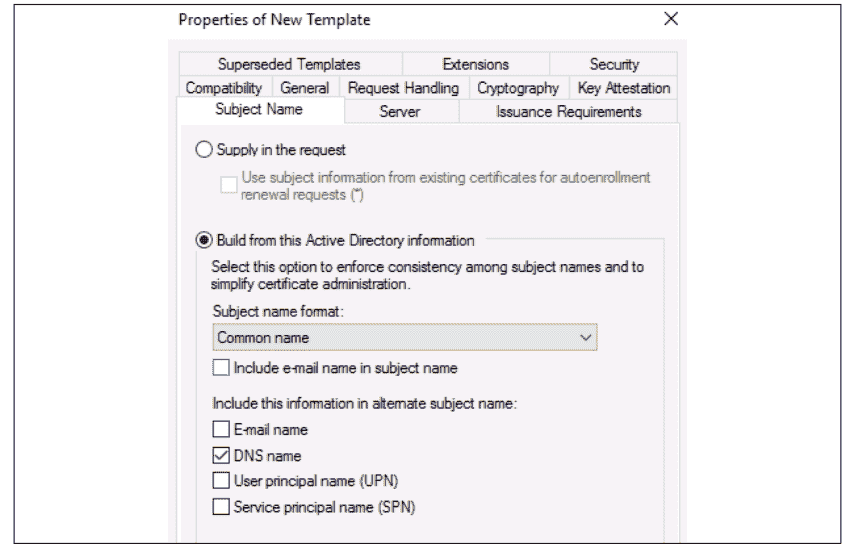 Properties of New Template
Superseded Templates Extensions Security
Compatibility General Request Handling Cryptography Key Attestation
Subject Name Server Issuance Requirements
Supply in the request
Use subject information from existing certificates for autoenrollment
renewal requests (*)
Build from this Active Directory information
Select this option to enforce consistency among subject names and to
simplify certificate administration.
Subject name format:
Common name
Include e-mail name in subject name
Include this information in alternate subject name:
E-mail name
DNS name
User principal name (UPN)
Service principal name (SPN)